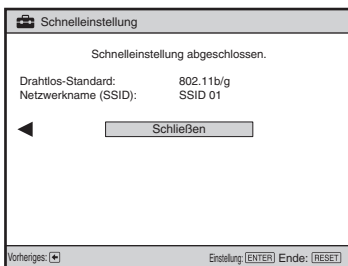 Schnelleinstellung
Schnelleinstellung abgeschlossen.
Drahtlos-Standard: 802.11b/g
Netzwerkname (SSID): SSID 01
Schließen
Vorheriges: Einstellung: ENTER Ende: RESET